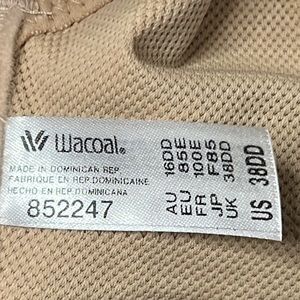 Wacoal®
MADE IN DOMINICAN REP.
FABRIQUE EN REP. DOMINICAINE
HECHO EN REP. DOMINICANA
852247
AU 16DD
EU 85E
FR 100E
JP F85
UK 38DD
US 38DD